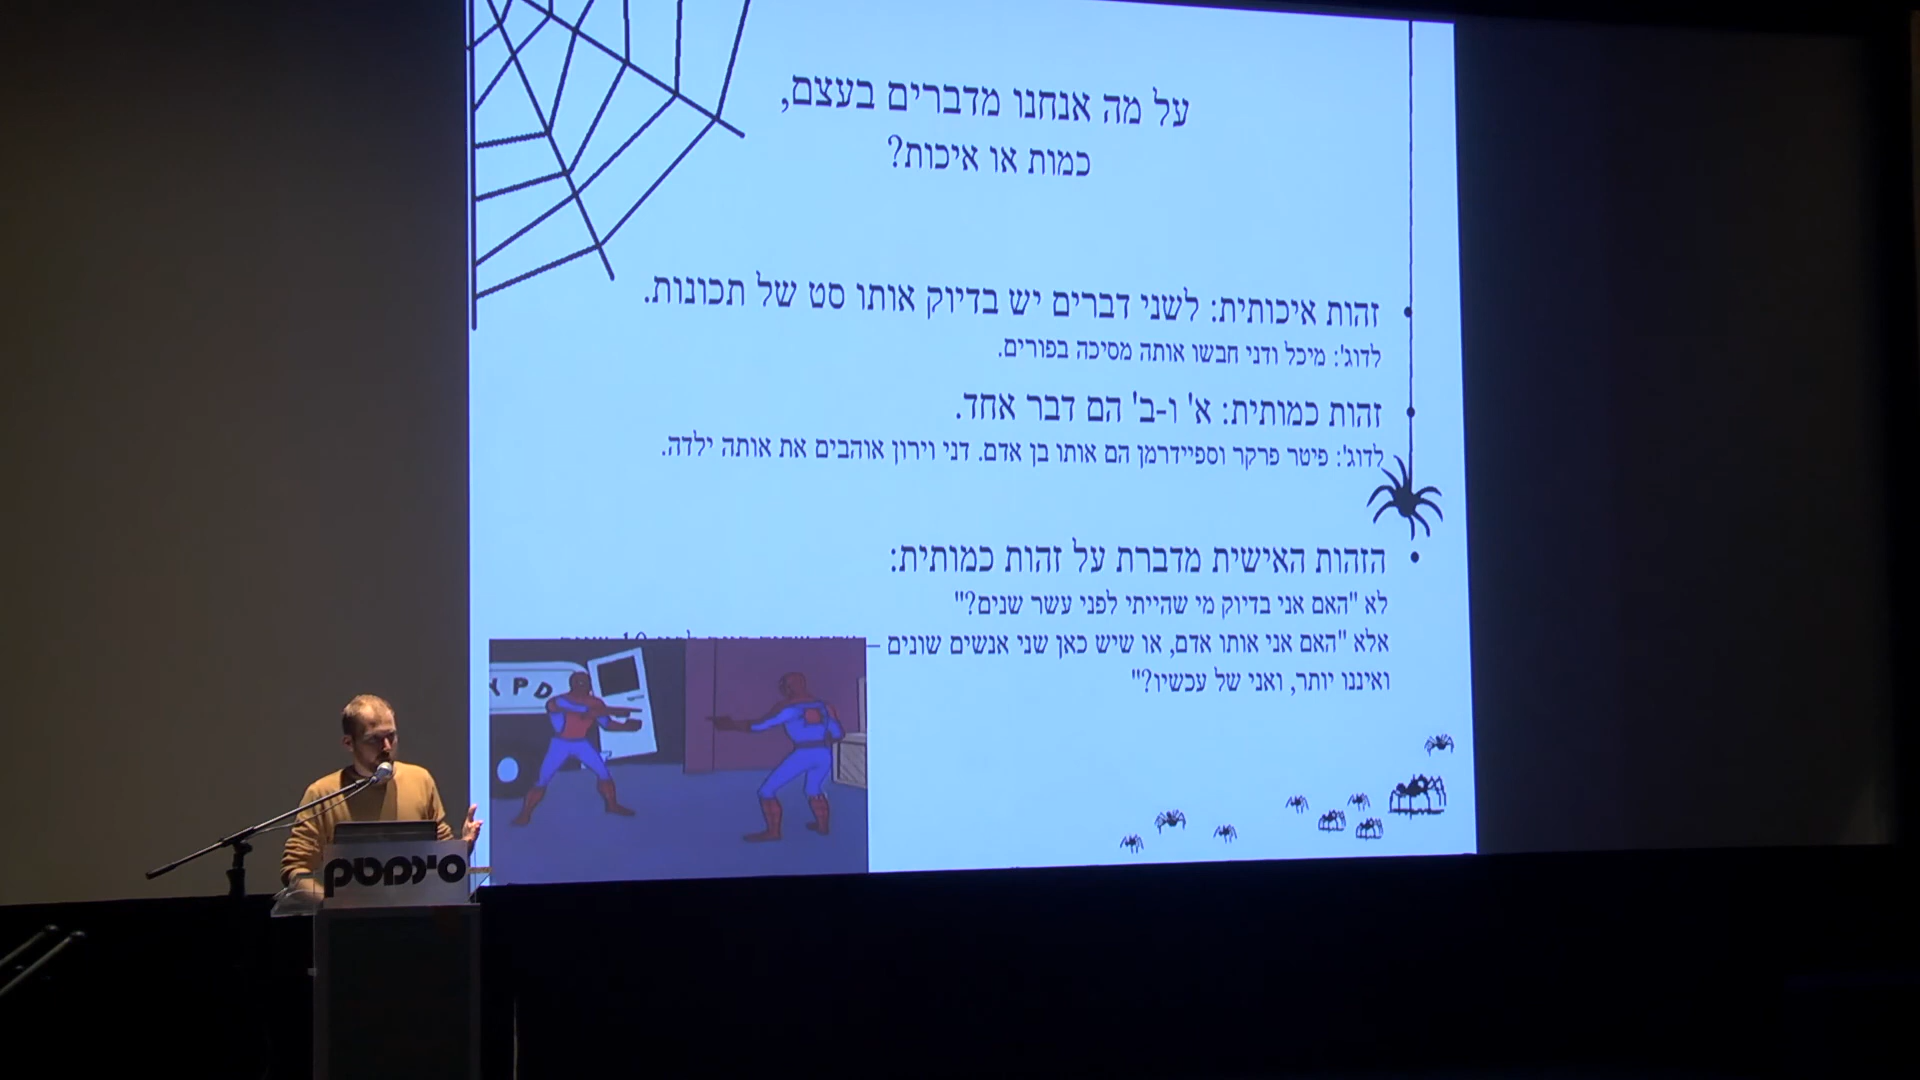 על מה אנחנו מדברים בעצם,
כמות או איכות?
זהות איכותית: לשני דברים יש בדיוק אותו סט של תכונות.
לדוג': מיכל ודני חבשו אותה מסיכה בפורים.
זהות כמותית: א' ו-ב' הם דבר אחד.
לדוג': פיטר פרקר וספיידרמן הם אותו בן אדם. דני וירון אוהבים את אותה ילדה.
הזהות האישית מדברת על זהות כמותית:
לא "האם אני בדיוק מי שהייתי לפני עשר שנים?"
אלא "האם אני אותו אדם, או שיש כאן שני אנשים שונים –
ואיננו יותר, ואני של עכשיו?"
PD
סינמטק